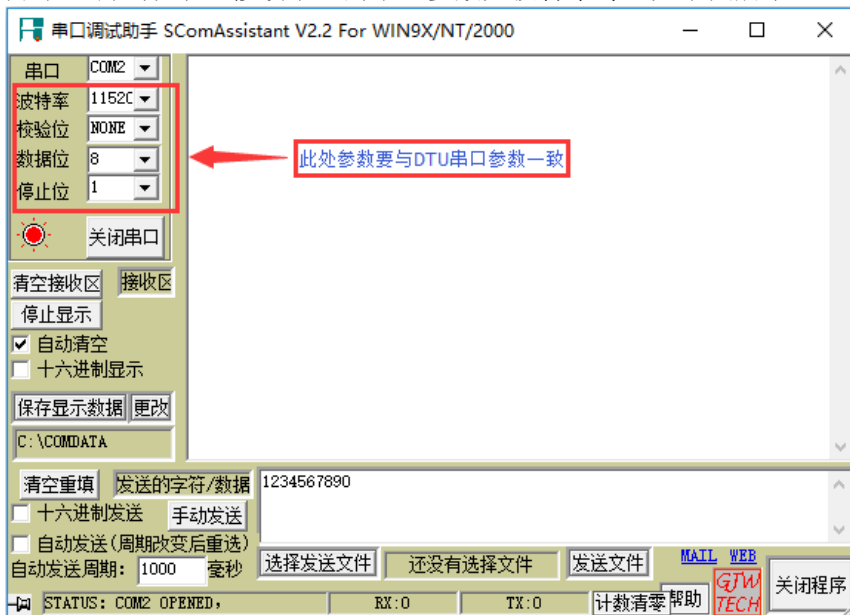 串口调试助手 SComAssistant V2.2 For WIN9X/NT/2000
串口 COM2
波特率 11520
校验位 NONE
数据位 8
停止位 1
此处参数要与DTU串口参数一致
关闭串口
清空接收区 接收区
停止显示
自动清空
十六进制显示
保存显示数据 更改
C:\COMDATA
清空重填 发送的字符/数据 1234567890
十六进制发送 手动发送
自动发送(周期改变后重选)
自动发送周期: 1000 毫秒 选择发送文件 还没有选择文件 发送文件 MAIL WEB
GJW
TECH
关闭程序
STATUS: COM2 OPENED, RX:0 TX:0 计数清零 帮助